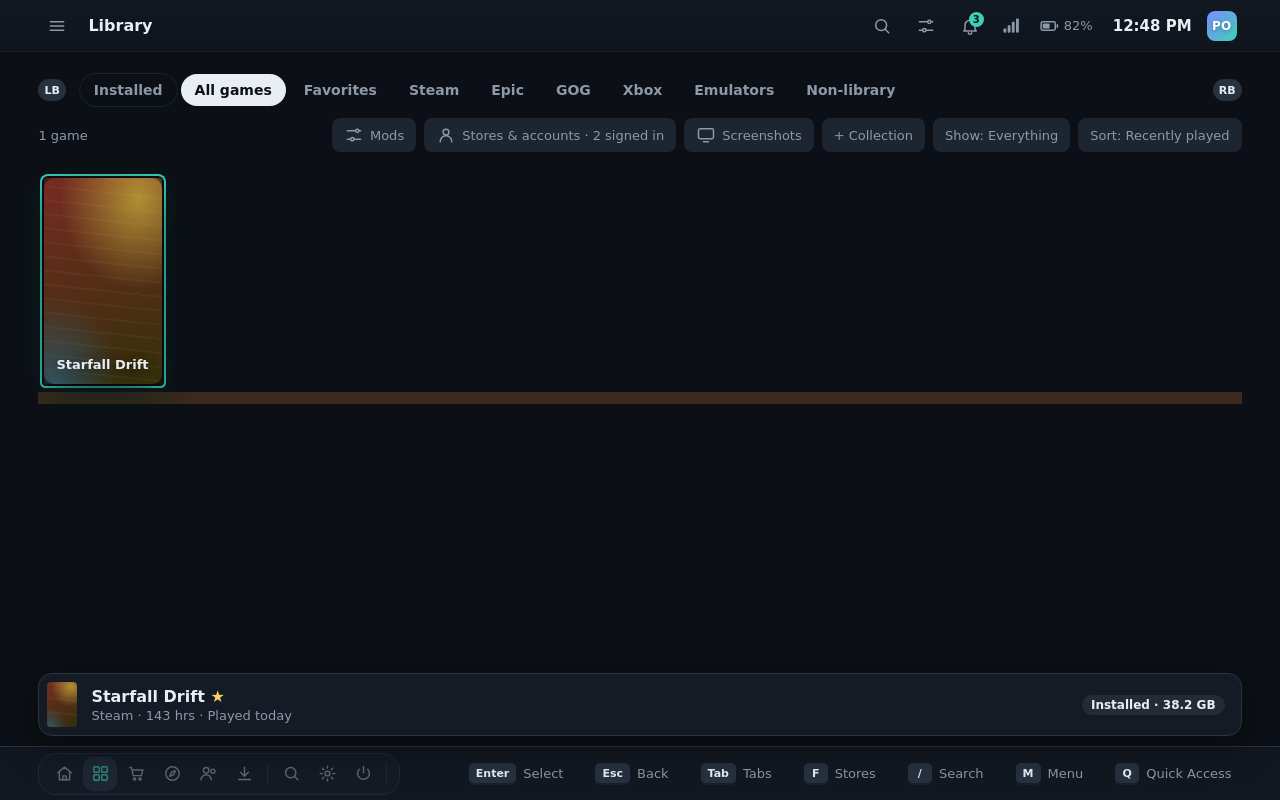 Library
3
82%
12:48 PM
PO
LB
Installed
All games
Favorites
Steam
Epic
GOG
Xbox
Emulators
Non-library
RB
1 game
Mods
Stores & accounts · 2 signed in
Screenshots
+ Collection
Show: Everything
Sort: Recently played
Starfall Drift
Starfall Drift ★
Steam · 143 hrs · Played today
Installed · 38.2 GB
Enter Select
Esc Back
Tab Tabs
F Stores
/ Search
M Menu
Q Quick Access